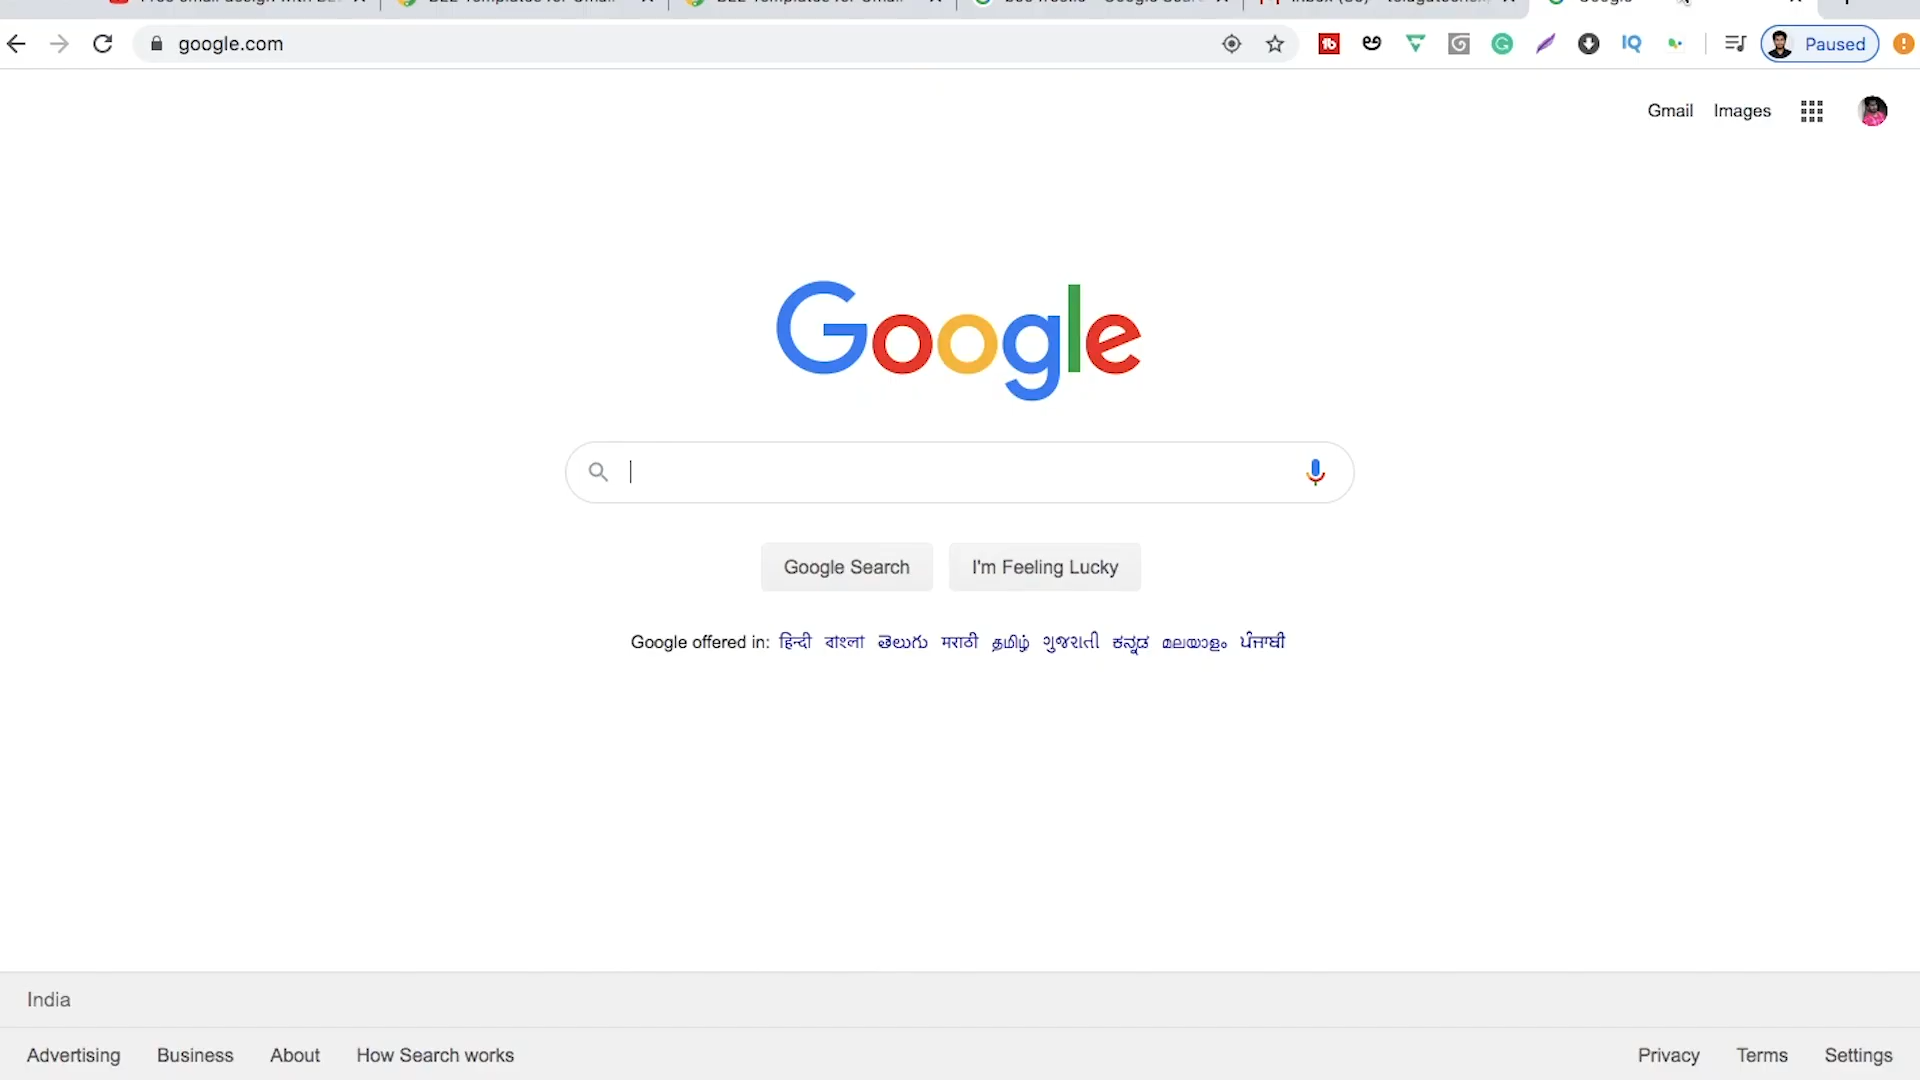 google.com
Paused
Gmail Images
Google
Google Search I'm Feeling Lucky
Google offered in: हिन्दी বাংলা తెలుగు मराठी தமிழ் ગુજરાતી ಕನ್ನಡ മലയാളം ਪੰਜਾਬੀ
India
Advertising Business About How Search works Privacy Terms Settings